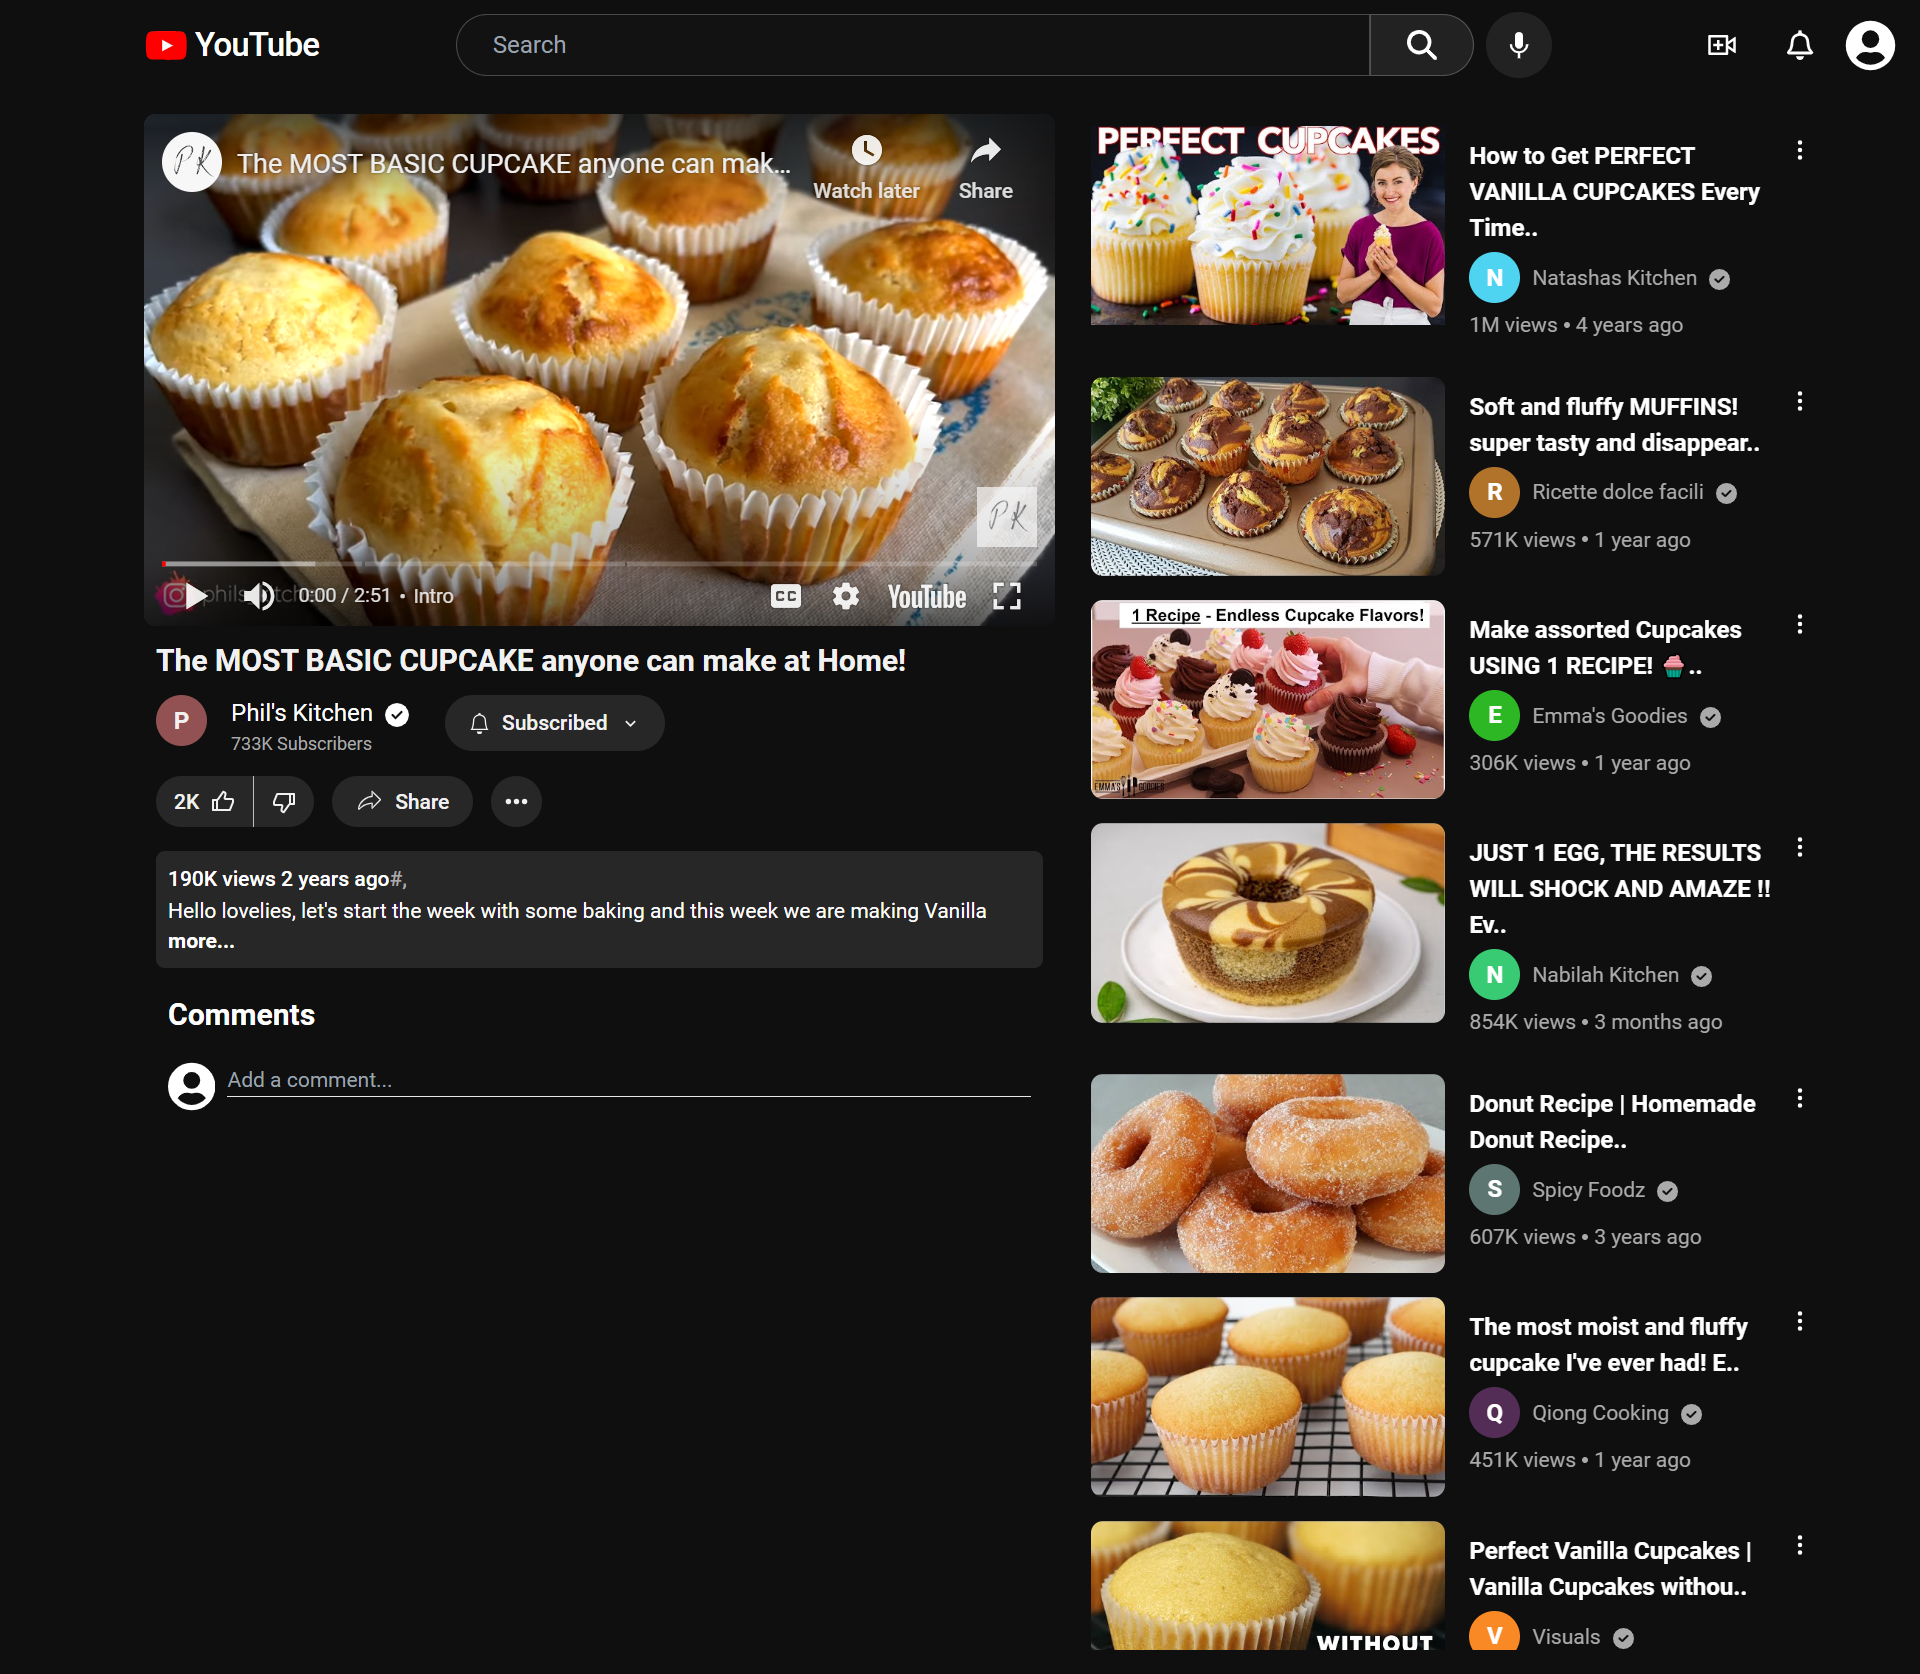 YouTube
Search
PK
The MOST BASIC CUPCAKE anyone can mak...
Watch later
Share
PK
0:00 / 2:51 • Intro
CC
YouTube
The MOST BASIC CUPCAKE anyone can make at Home!
P
Phil's Kitchen
733K Subscribers
Subscribed
2K
Share
190K views 2 years ago#,
Hello lovelies, let's start the week with some baking and this week we are making Vanilla
more...
Comments
Add a comment...
PERFECT CUPCAKES
How to Get PERFECT
VANILLA CUPCAKES Every
Time..
N
Natashas Kitchen
1M views • 4 years ago
Soft and fluffy MUFFINS!
super tasty and disappear..
R
Ricette dolce facili
571K views • 1 year ago
1 Recipe - Endless Cupcake Flavors!
EMMA'S GOODIES
Make assorted Cupcakes
USING 1 RECIPE! 🧁..
E
Emma's Goodies
306K views • 1 year ago
JUST 1 EGG, THE RESULTS
WILL SHOCK AND AMAZE !!
Ev..
N
Nabilah Kitchen
854K views • 3 months ago
Donut Recipe | Homemade
Donut Recipe..
S
Spicy Foodz
607K views • 3 years ago
The most moist and fluffy
cupcake I've ever had! E..
Q
Qiong Cooking
451K views • 1 year ago
WITHOUT
Perfect Vanilla Cupcakes |
Vanilla Cupcakes withou..
V
Visuals